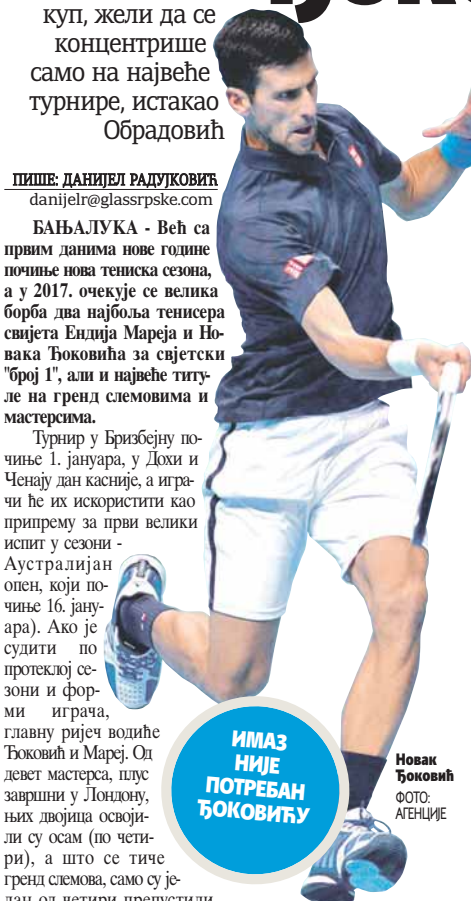 куп, жели да се
концентрише
само на највеће
турнире, истакао
Обрадовић
ПИШЕ: ДАНИЈЕЛ РАДУЈКОВИЋ
danijelr@glassrpske.com
БАЊАЛУКА - Већ са
првим данима нове године
почиње нова тениска сезона,
а у 2017. очекује се велика
борба два најбоља тенисера
свијета Ендија Мареја и Но-
вака Ђоковића за свјетски
"број 1", али и највеће титу-
ле на гренд слемовима и
мастерсима.
Турнир у Бризбејну по-
чиње 1. јануара, у Дохи и
Ченају дан касније, а игра-
чи ће их искористити као
припрему за први велики
испит у сезони -
Аустралијан
опен, који по-
чиње 16. јану-
ара). Ако је
судити по
протеклој се-
зони и фор-
ми играча,
главну ријеч водиће
Ђоковић и Мареј. Од
девет мастерса, плус
завршни у Лондону,
њих двојица освоји-
ли су осам (по чети-
ри), а што се тиче
гренд слемова, само су је-
дан од четири препустили
ИМАЗ
НИЈЕ
ПОТРЕБАН
ЂОКОВИЋУ
Новак
Ђоковић
ФОТО:
АГЕНЦИЈЕ